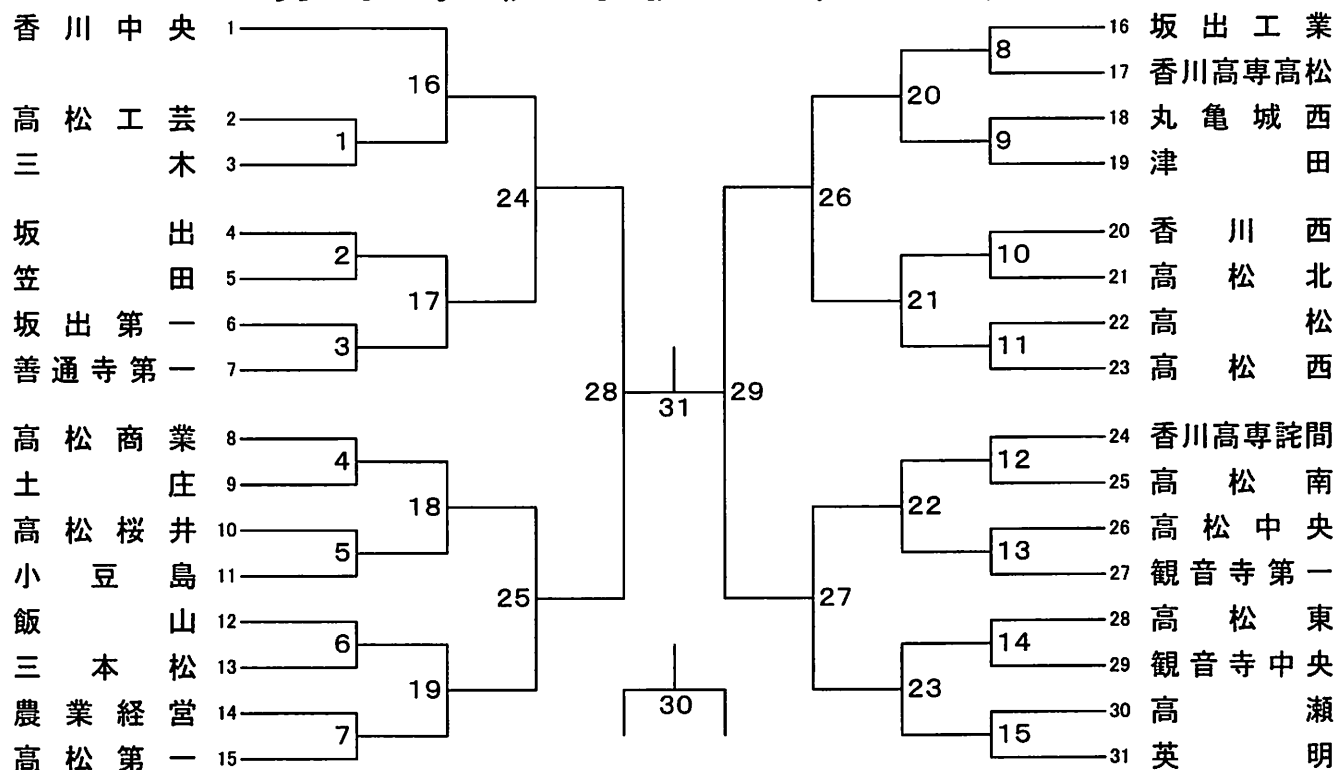 香川中央 1
高松工芸 2
三木 3
坂出 4
笠田 5
坂出第一 6
善通寺第一 7
高松商業 8
土庄 9
高松桜井 10
小豆島 11
飯山 12
三本松 13
農業経営 14
高松第一 15
1
2
3
4
5
6
7
16
17
18
19
24
25
28
31
30
29
26
27
20
21
22
23
8
9
10
11
12
13
14
15
16 坂出工業
17 香川高専高松
18 丸亀城西
19 津田
20 香川西
21 高松北
22 高松
23 高松西
24 香川高専詫間
25 高松南
26 高松中央
27 観音寺第一
28 高松東
29 観音寺中央
30 高瀬
31 英明